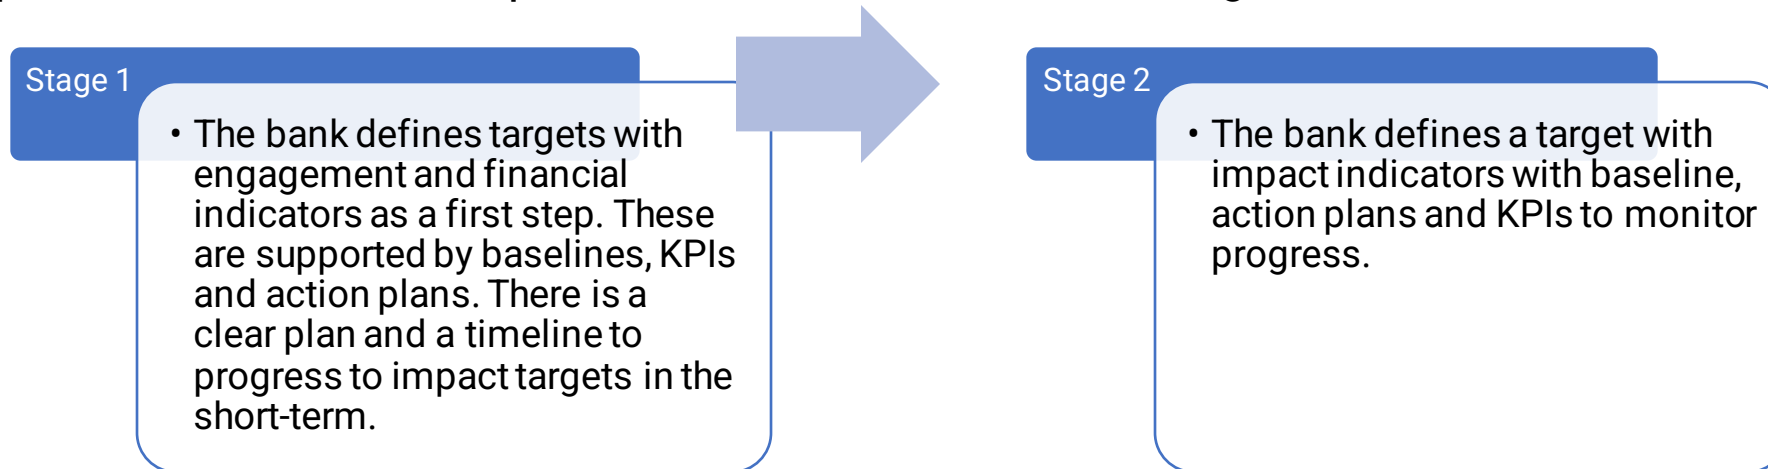 Stage 1
• The bank defines targets with
engagement and financial
indicators as a first step. These
are supported by baselines, KPIs
and action plans. There is a
clear plan and a timeline to
progress to impact targets in the
short-term.
Stage 2
• The bank defines a target with
impact indicators with baseline,
action plans and KPIs to monitor
progress.